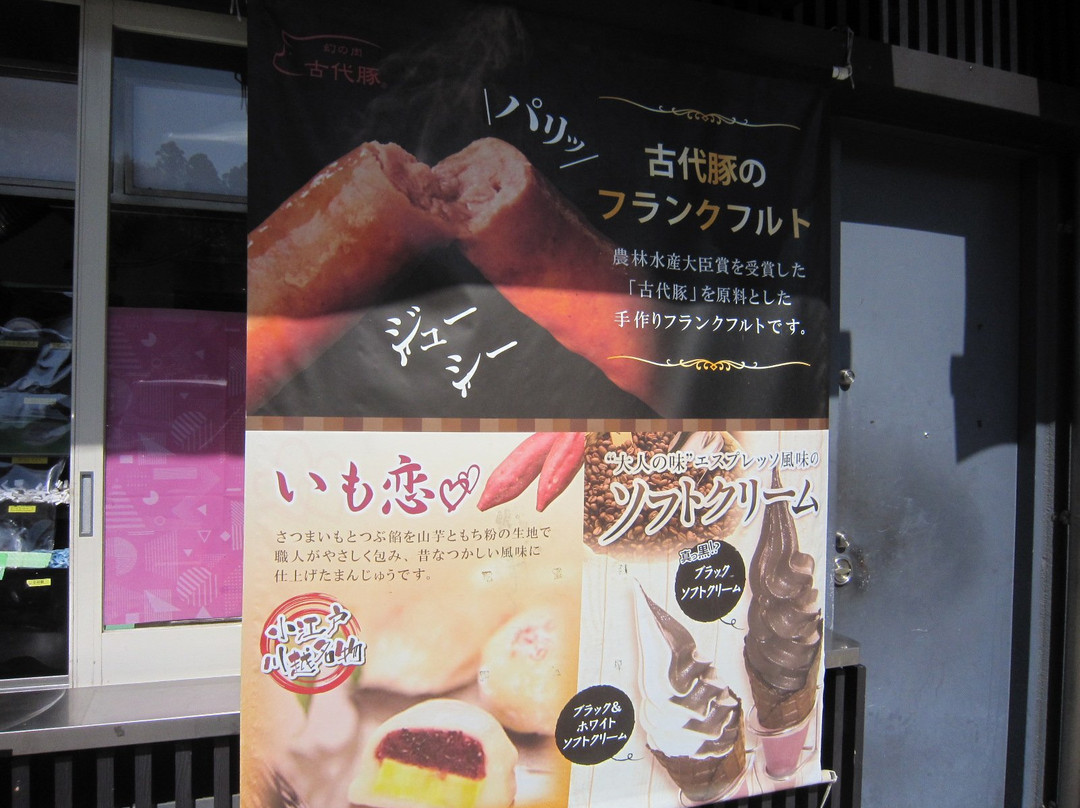 幻の肉
古代豚
パリッ
古代豚の
フランクフルト
農林水産大臣賞を受賞した
「古代豚」を原料とした
手作りフランクフルトです。
ジューシー
いも恋
さつまいもとつぶ餡を山芋ともち粉の生地で
職人がやさしく包み、昔なつかしい風味に
仕上げたまんじゅうです。
小江戸
川越名物
“大人の味”エスプレッソ風味の
ソフトクリーム
真っ黒!?
ブラック
ソフトクリーム
ブラック&
ホワイト
ソフトクリーム